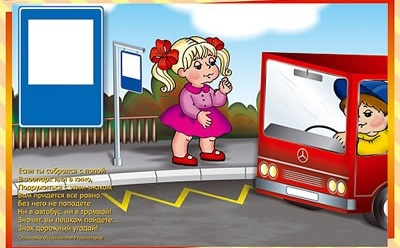 Если ты собрался с папой
В зоопарк или в кино,
Подружиться с этим знаком
Вам придется все равно.
Без него не попадете
Ни в автобус, ни в трамвай!
Значит, вы пешком пойдете..
Знак дорожный угадай!